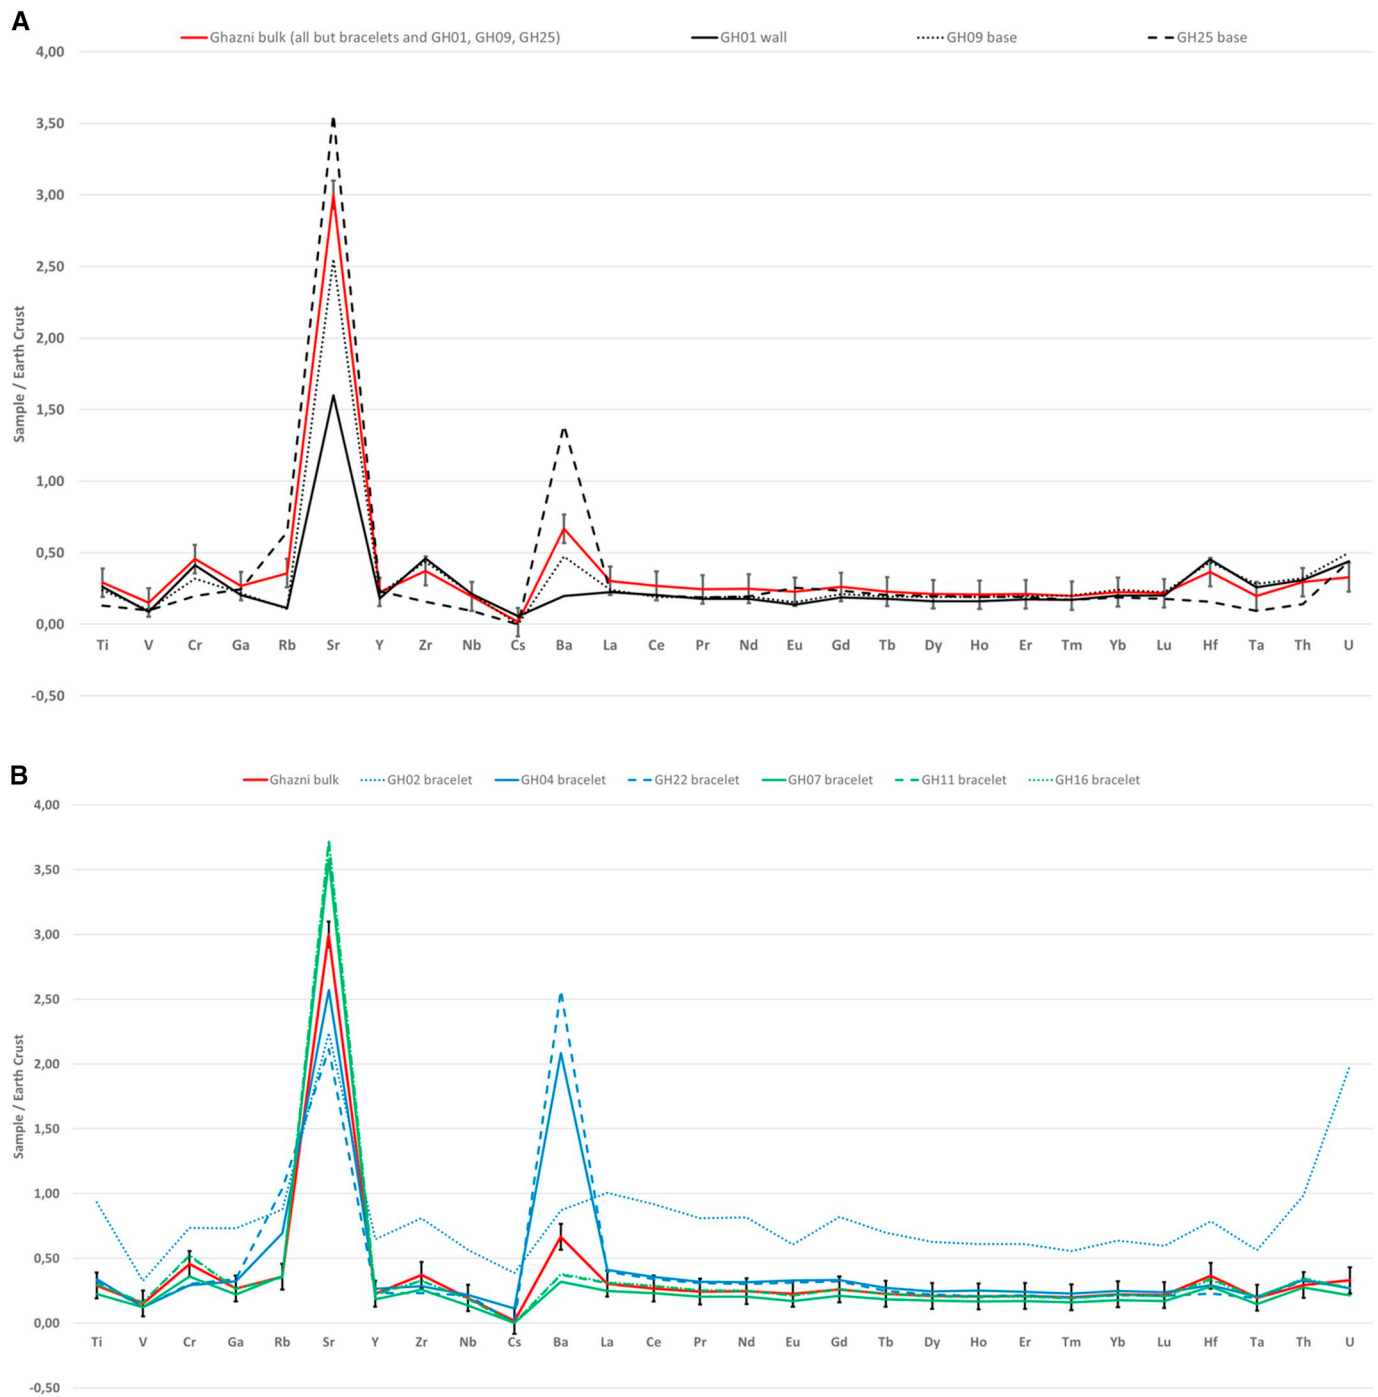 A
Ghazni bulk (all but bracelets and GH01, GH09, GH25) GH01 wall GH09 base GH25 base
4,00
3,50
3,00
2,50
2,00
1,50
1,00
0,50
0,00
-0,50
Sample / Earth Crust
Ti V Cr Ga Rb Sr Y Zr Nb Cs Ba La Ce Pr Nd Eu Gd Tb Dy Ho Er Tm Yb Lu Hf Ta Th U
B
Ghazni bulk GH02 bracelet GH04 bracelet GH22 bracelet GH07 bracelet GH11 bracelet GH16 bracelet
4,00
3,50
3,00
2,50
2,00
1,50
1,00
0,50
0,00
-0,50
Sample / Earth Crust
Ti V Cr Ga Rb Sr Y Zr Nb Cs Ba La Ce Pr Nd Eu Gd Tb Dy Ho Er Tm Yb Lu Hf Ta Th U